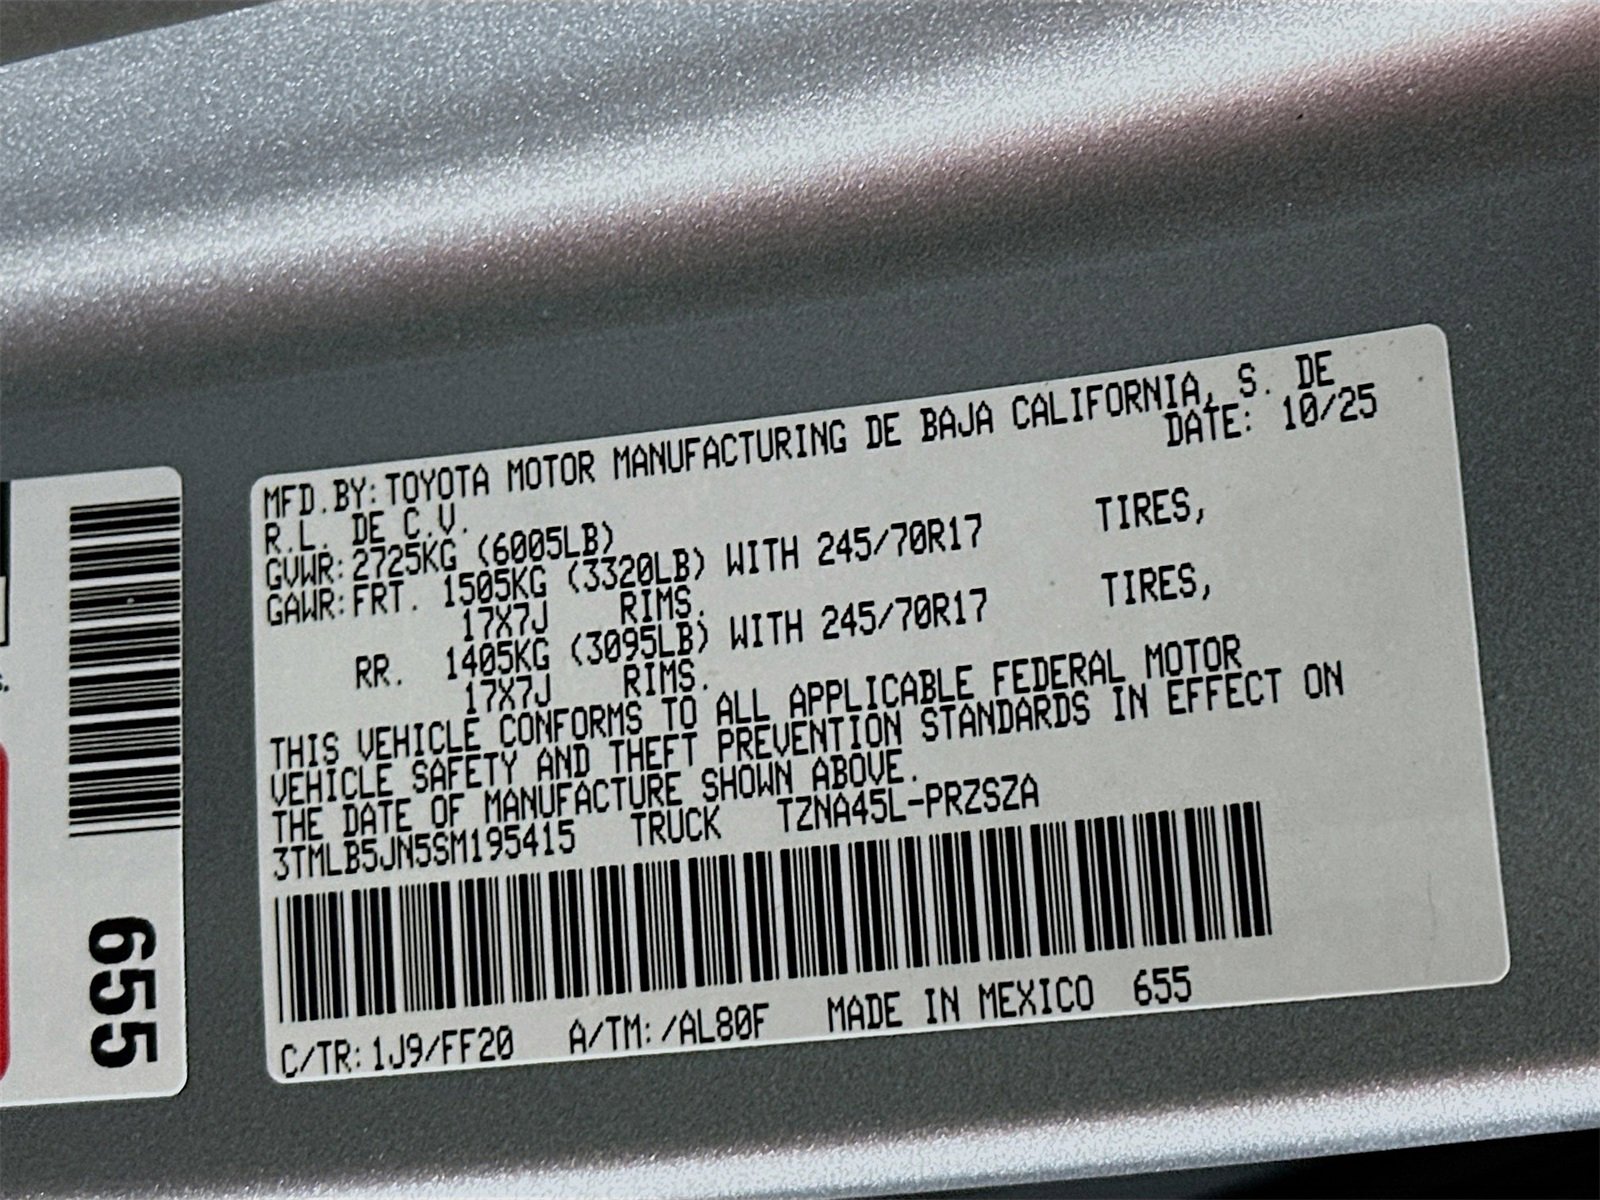 MFD.BY:TOYOTA MOTOR MANUFACTURING DE BAJA CALIFORNIA, S. DE
R.L. DE C.V. DATE: 10/25
GVWR:2725KG (6005LB)
GAWR:FRT. 1505KG (3320LB) WITH 245/70R17 TIRES,
17X7J RIMS.
RR. 1405KG (3095LB) WITH 245/70R17 TIRES,
17X7J RIMS.
THIS VEHICLE CONFORMS TO ALL APPLICABLE FEDERAL MOTOR
VEHICLE SAFETY AND THEFT PREVENTION STANDARDS IN EFFECT ON
THE DATE OF MANUFACTURE SHOWN ABOVE.
3TMLB5JN5SM195415 TRUCK TZNA45L-PRZSZA
C/TR:1J9/FF20 A/TM:/AL80F MADE IN MEXICO 655
655